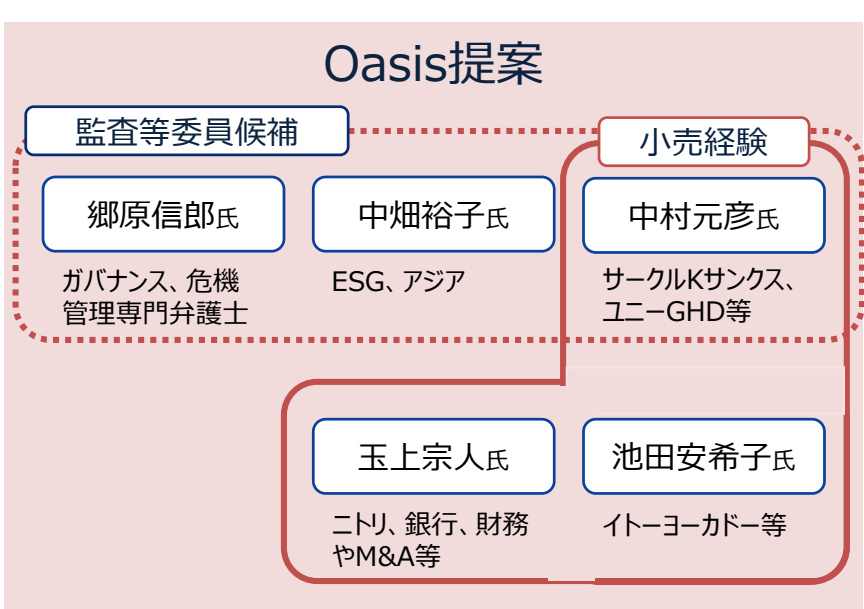 Oasis提案
監査等委員候補
小売経験
郷原信郎氏
中畑裕子氏
中村元彦氏
ガバナンス、危機
管理専門弁護士
ESG、アジア
サークルKサンクス、
ユニーGHD等
玉上宗人氏
池田安希子氏
ニトリ、銀行、財務
やM&A等
イトーヨーカドー等